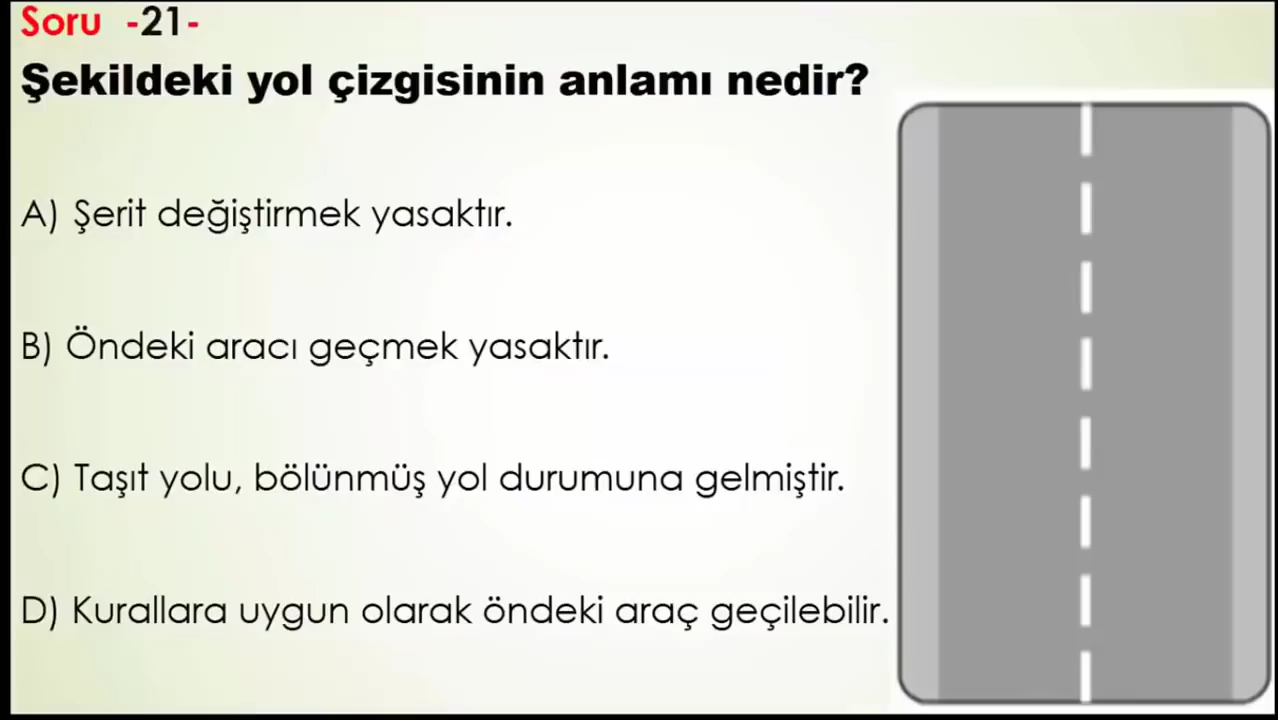 Soru -21-
Şekildeki yol çizgisinin anlamı nedir?
A) Şerit değiştirmek yasaktır.
B) Öndeki aracı geçmek yasaktır.
C) Taşıt yolu, bölünmüş yol durumuna gelmiştir.
D) Kurallara uygun olarak öndeki araç geçilebilir.